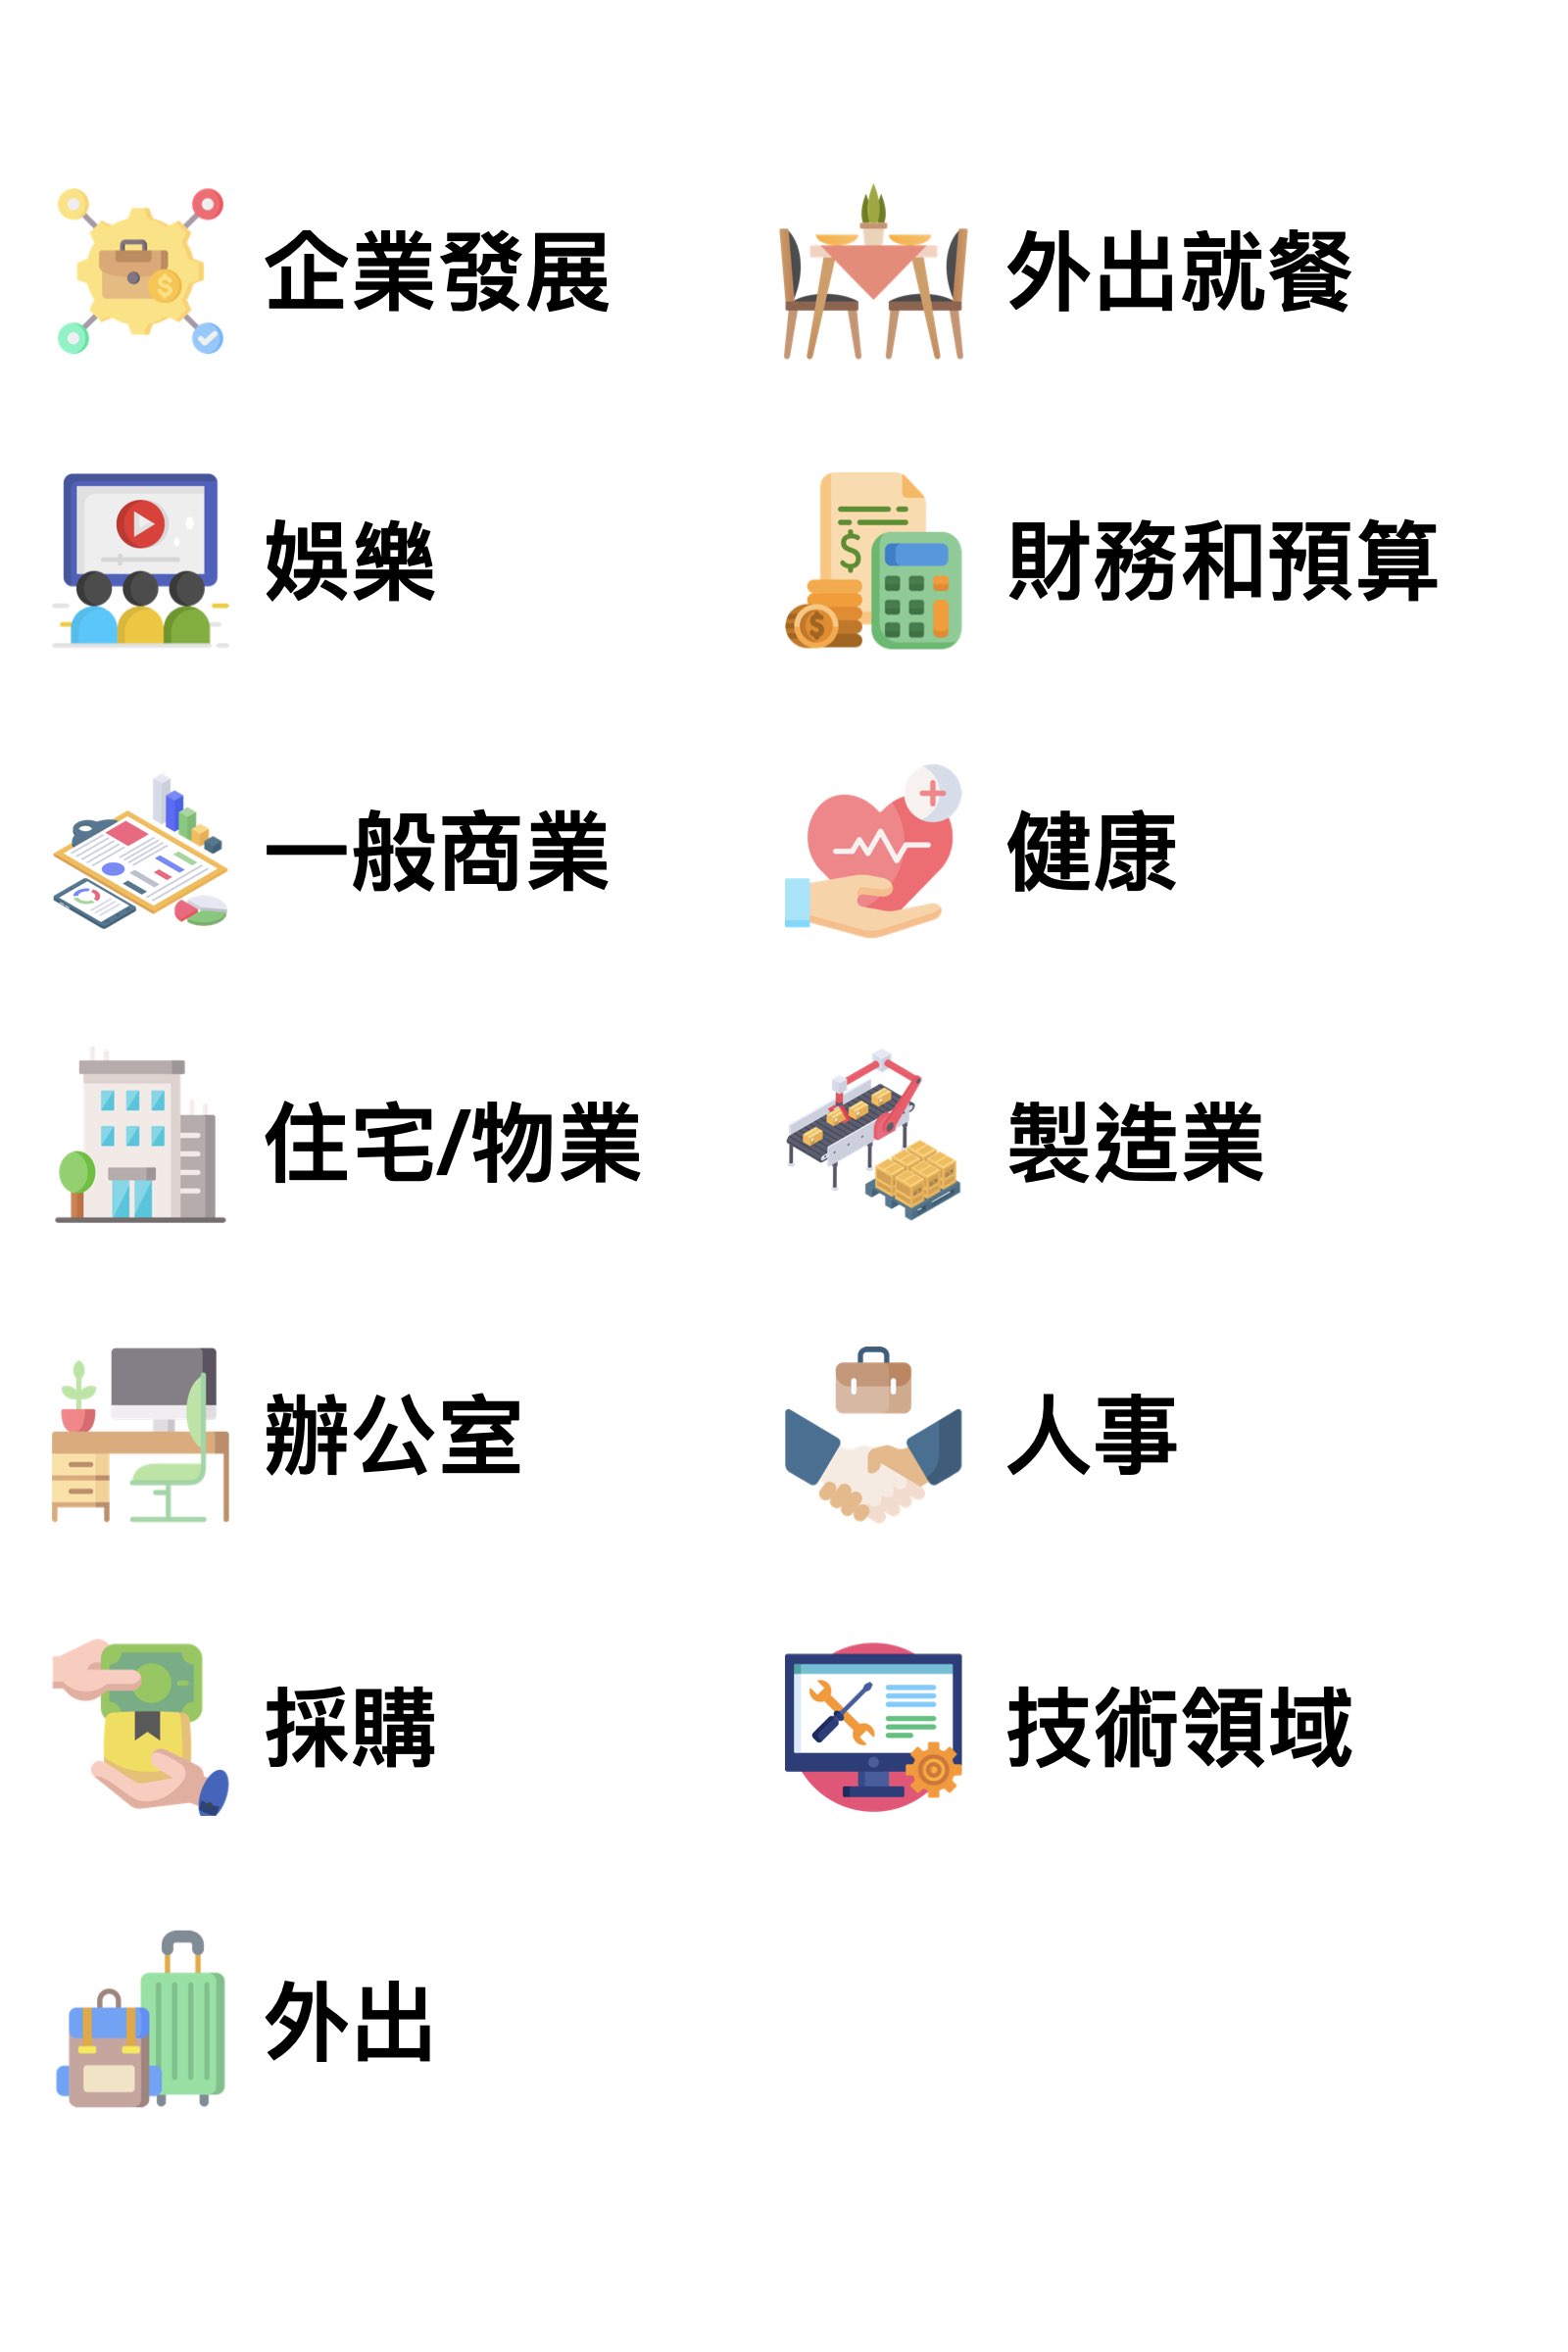 企業發展
外出就餐
娛樂
財務和預算
一般商業
健康
住宅/物業
製造業
辦公室
人事
採購
技術領域
外出